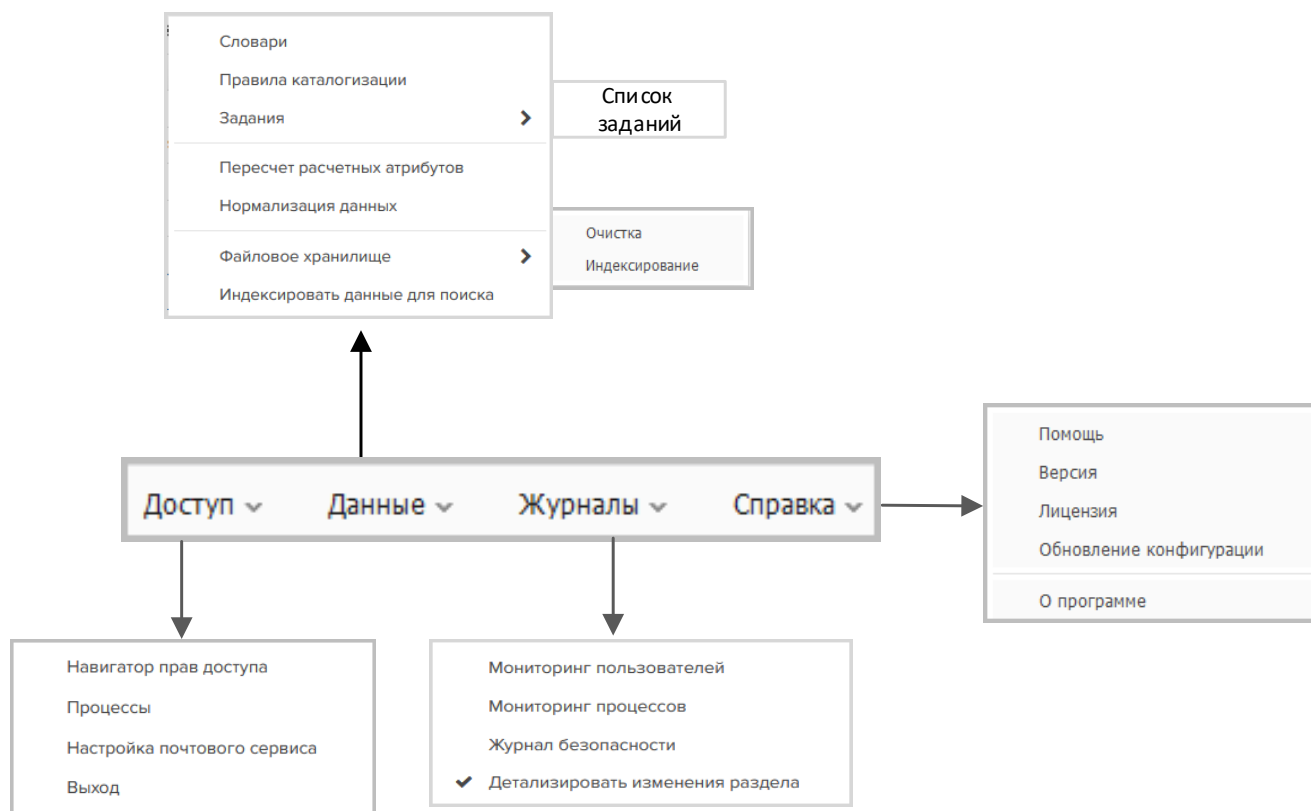 Словари
Правила каталогизации
Задания
Список
заданий
Пересчет расчетных атрибутов
Нормализация данных
Файловое хранилище
Индексировать данные для поиска
Очистка
Индексирование
Доступ
Данные
Журналы
Справка
Помощь
Версия
Лицензия
Обновление конфигурации
О программе
Навигатор прав доступа
Процессы
Настройка почтового сервиса
Выход
Мониторинг пользователей
Мониторинг процессов
Журнал безопасности
Детализировать изменения раздела